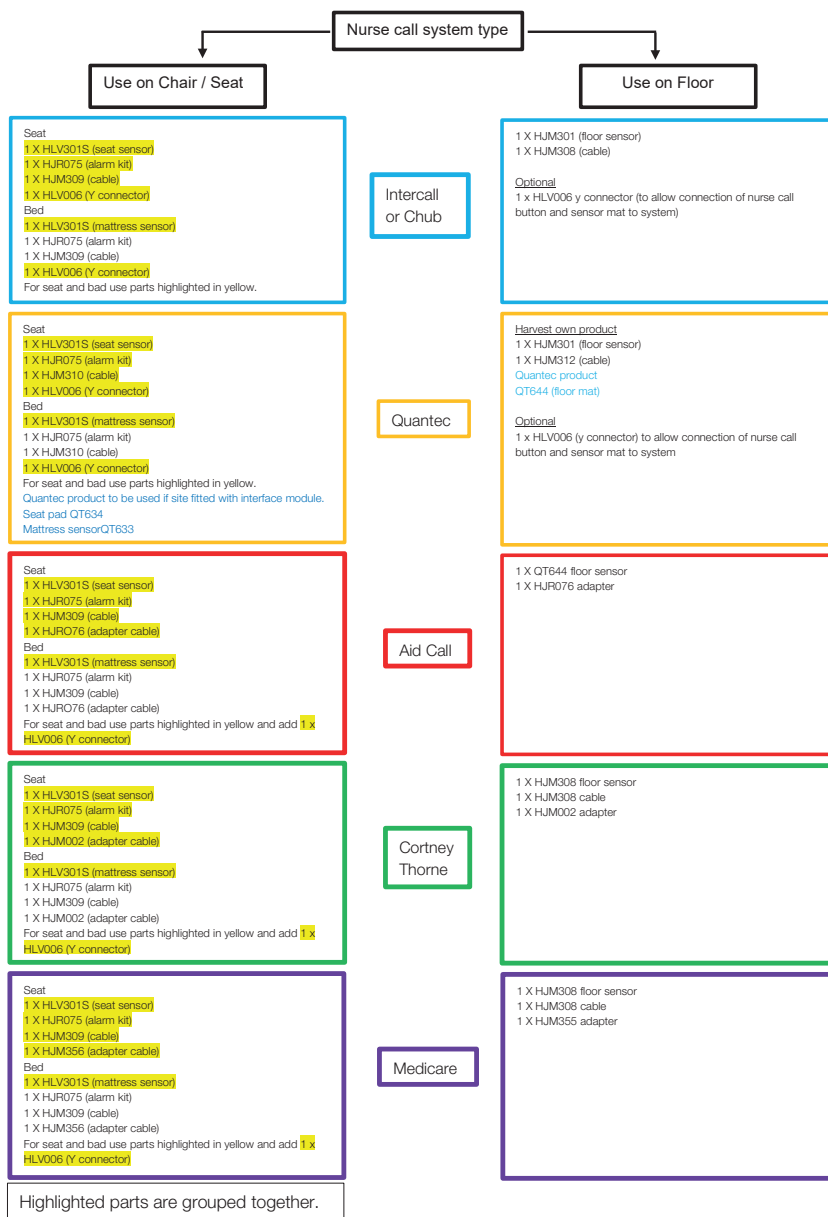 Nurse call system type
Use on Chair / Seat
Use on Floor
Seat
1 X HLV301S (seat sensor)
1 X HJR075 (alarm kit)
1 X HJM309 (cable)
1 X HLV006 (Y connector)
Bed
1 X HLV301S (mattress sensor)
1 X HJR075 (alarm kit)
1 X HJM309 (cable)
1 X HLV006 (Y connector)
For seat and bad use parts highlighted in yellow.
Intercall
or Chub
1 X HJM301 (floor sensor)
1 X HJM308 (cable)
Optional
1 x HLV006 y connector (to allow connection of nurse call
button and sensor mat to system)
Seat
1 X HLV301S (seat sensor)
1 X HJR075 (alarm kit)
1 X HJM310 (cable)
1 X HLV006 (Y connector)
Bed
1 X HLV301S (mattress sensor)
1 X HJR075 (alarm kit)
1 X HJM310 (cable)
1 X HLV006 (Y connector)
For seat and bad use parts highlighted in yellow.
Quantec product to be used if site fitted with interface module.
Seat pad QT634
Mattress sensorQT633
Quantec
Harvest own product
1 X HJM301 (floor sensor)
1 X HJM312 (cable)
Quantec product
QT644 (floor mat)
Optional
1 x HLV006 (y connector) to allow connection of nurse call
button and sensor mat to system
Seat
1 X HLV301S (seat sensor)
1 X HJR075 (alarm kit)
1 X HJM309 (cable)
1 X HJRO76 (adapter cable)
Bed
1 X HLV301S (mattress sensor)
1 X HJR075 (alarm kit)
1 X HJM309 (cable)
1 X HJRO76 (adapter cable)
For seat and bad use parts highlighted in yellow and add 1 x
HLV006 (Y connector)
Aid Call
1 X QT644 floor sensor
1 X HJR076 adapter
Seat
1 X HLV301S (seat sensor)
1 X HJR075 (alarm kit)
1 X HJM309 (cable)
1 X HJM002 (adapter cable)
Bed
1 X HLV301S (mattress sensor)
1 X HJR075 (alarm kit)
1 X HJM309 (cable)
1 X HJM002 (adapter cable)
For seat and bad use parts highlighted in yellow and add 1 x
HLV006 (Y connector)
Cortney
Thorne
1 X HJM308 floor sensor
1 X HJM308 cable
1 X HJM002 adapter
Seat
1 X HLV301S (seat sensor)
1 X HJR075 (alarm kit)
1 X HJM309 (cable)
1 X HJM356 (adapter cable)
Bed
1 X HLV301S (mattress sensor)
1 X HJR075 (alarm kit)
1 X HJM309 (cable)
1 X HJM356 (adapter cable)
For seat and bad use parts highlighted in yellow and add 1 x
HLV006 (Y connector)
Medicare
1 X HJM308 floor sensor
1 X HJM308 cable
1 X HJM355 adapter
Highlighted parts are grouped together.